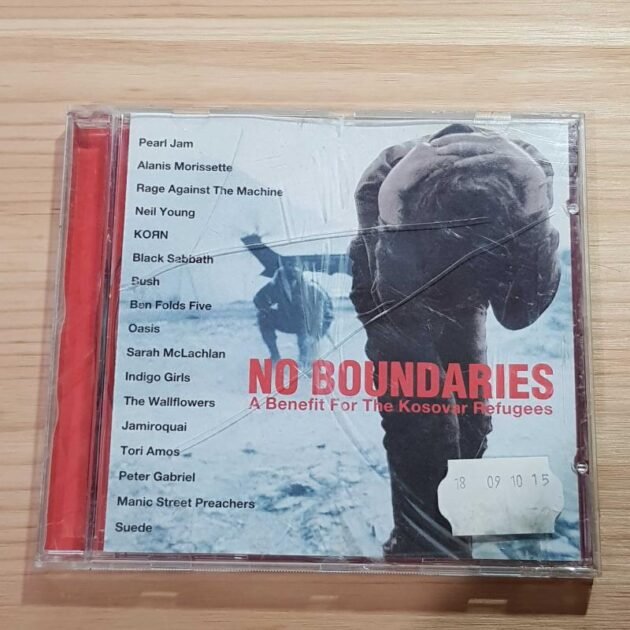 Pearl Jam
Alanis Morissette
Rage Against The Machine
Neil Young
KOЯN
Black Sabbath
Bush
Ben Folds Five
Oasis
Sarah McLachlan
Indigo Girls
The Wallflowers
Jamiroquai
Tori Amos
Peter Gabriel
Manic Street Preachers
Suede
NO BOUNDARIES
A Benefit For The Kosovar Refugees
18 09 10 15